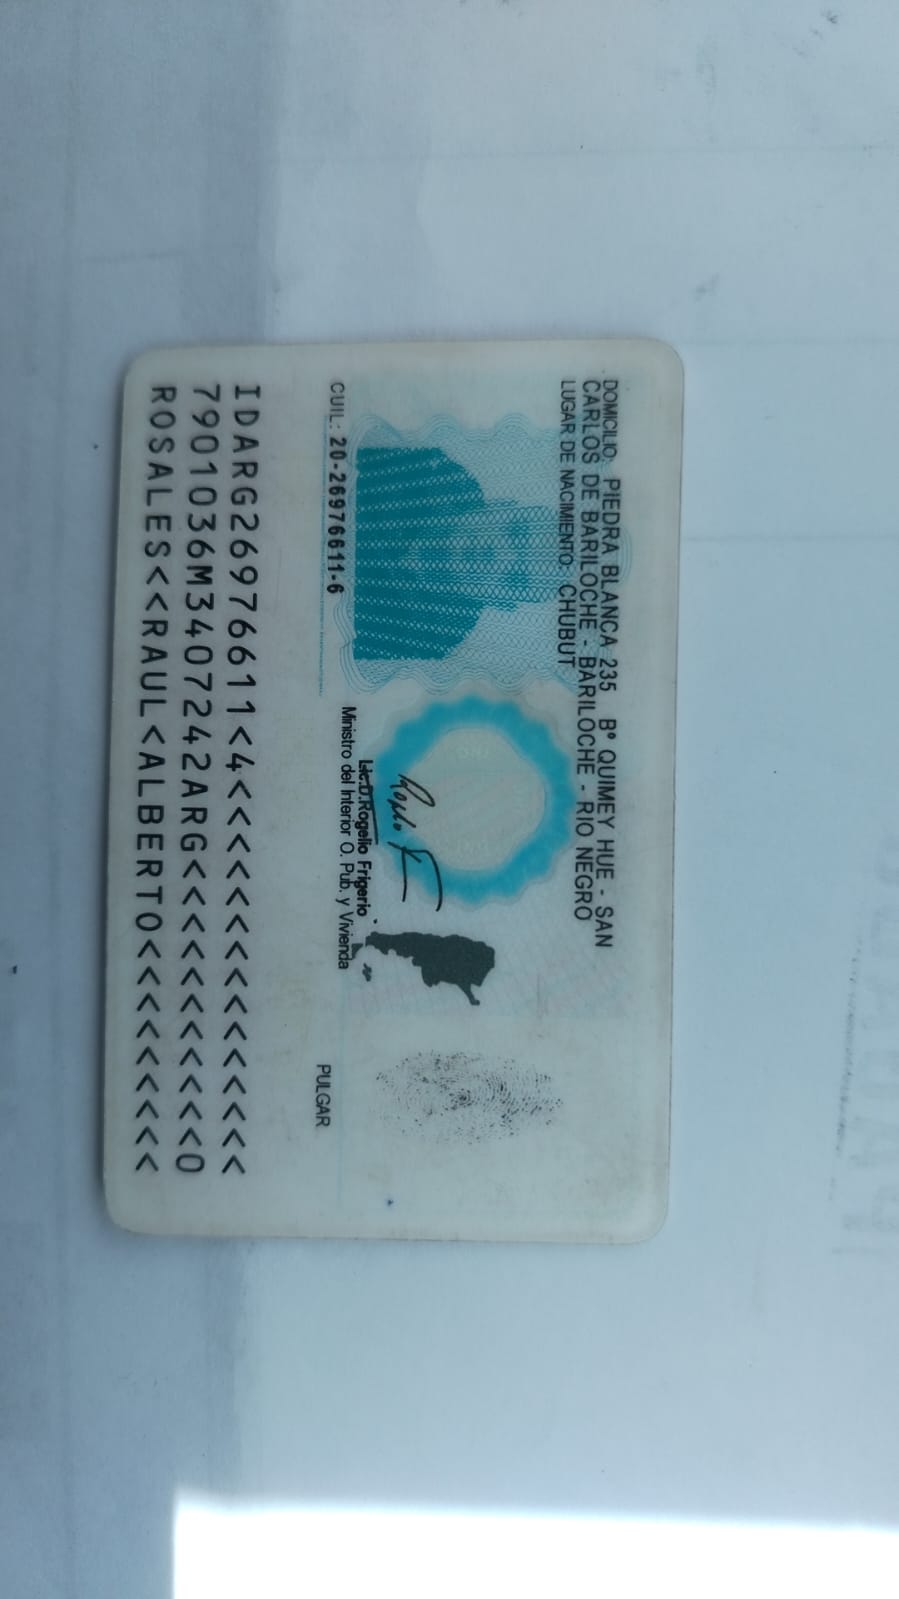 DOMICILIO: PIEDRA BLANCA 235 Bº QUIMEY HUE - SAN
CARLOS DE BARILOCHE - BARILOCHE - RIO NEGRO
LUGAR DE NACIMIENTO: CHUBUT
CUIL: 20-26976611-6
Lic.D.Rogelio Frigerio
Ministro del Interior O. Pub. y Vivienda
PULGAR
IDARG26976611<4<<<<<<<<<<<<<<<
7901036M3407242ARG<<<<<<<<<<<0
ROSALES<<RAUL<ALBERTO<<<<<<<<<